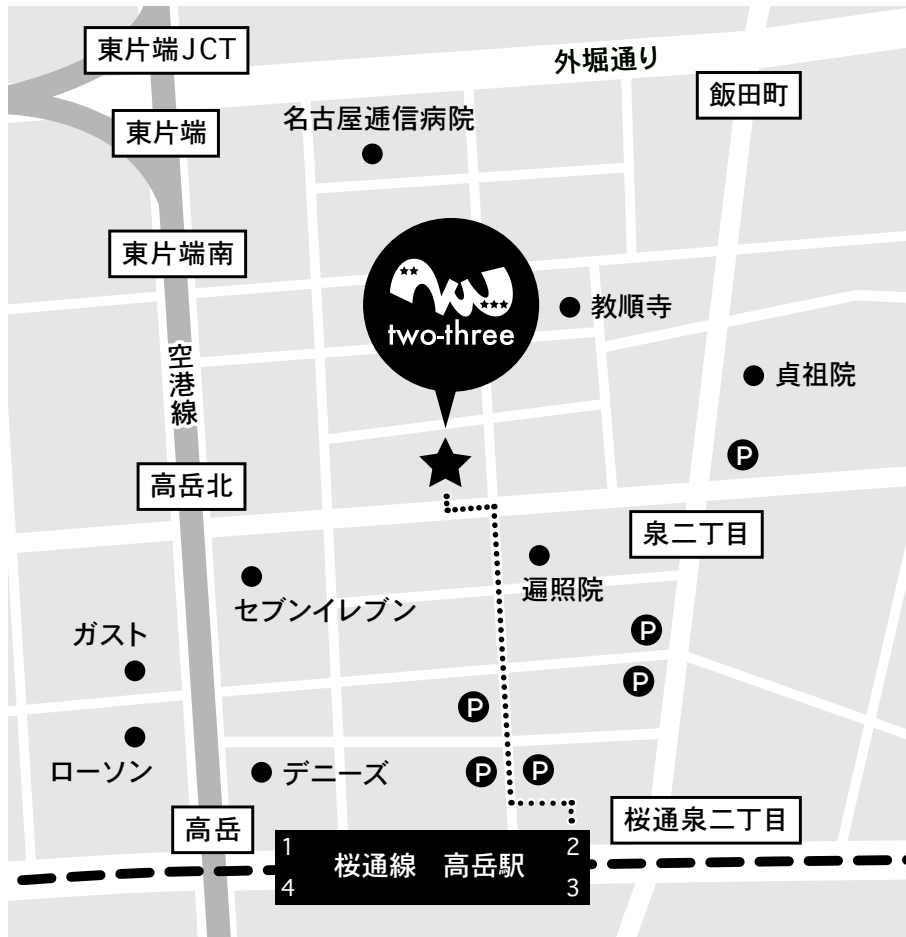 東片端JCT
外堀通り
飯田町
東片端
名古屋逓信病院
東片端南
two-three
教順寺
空港線
貞祖院
P
高岳北
泉二丁目
遍照院
セブンイレブン
ガスト
P
P
P
ローソン
デニーズ
P
P
高岳
桜通泉二丁目
1
2
桜通線 高岳駅
4
3